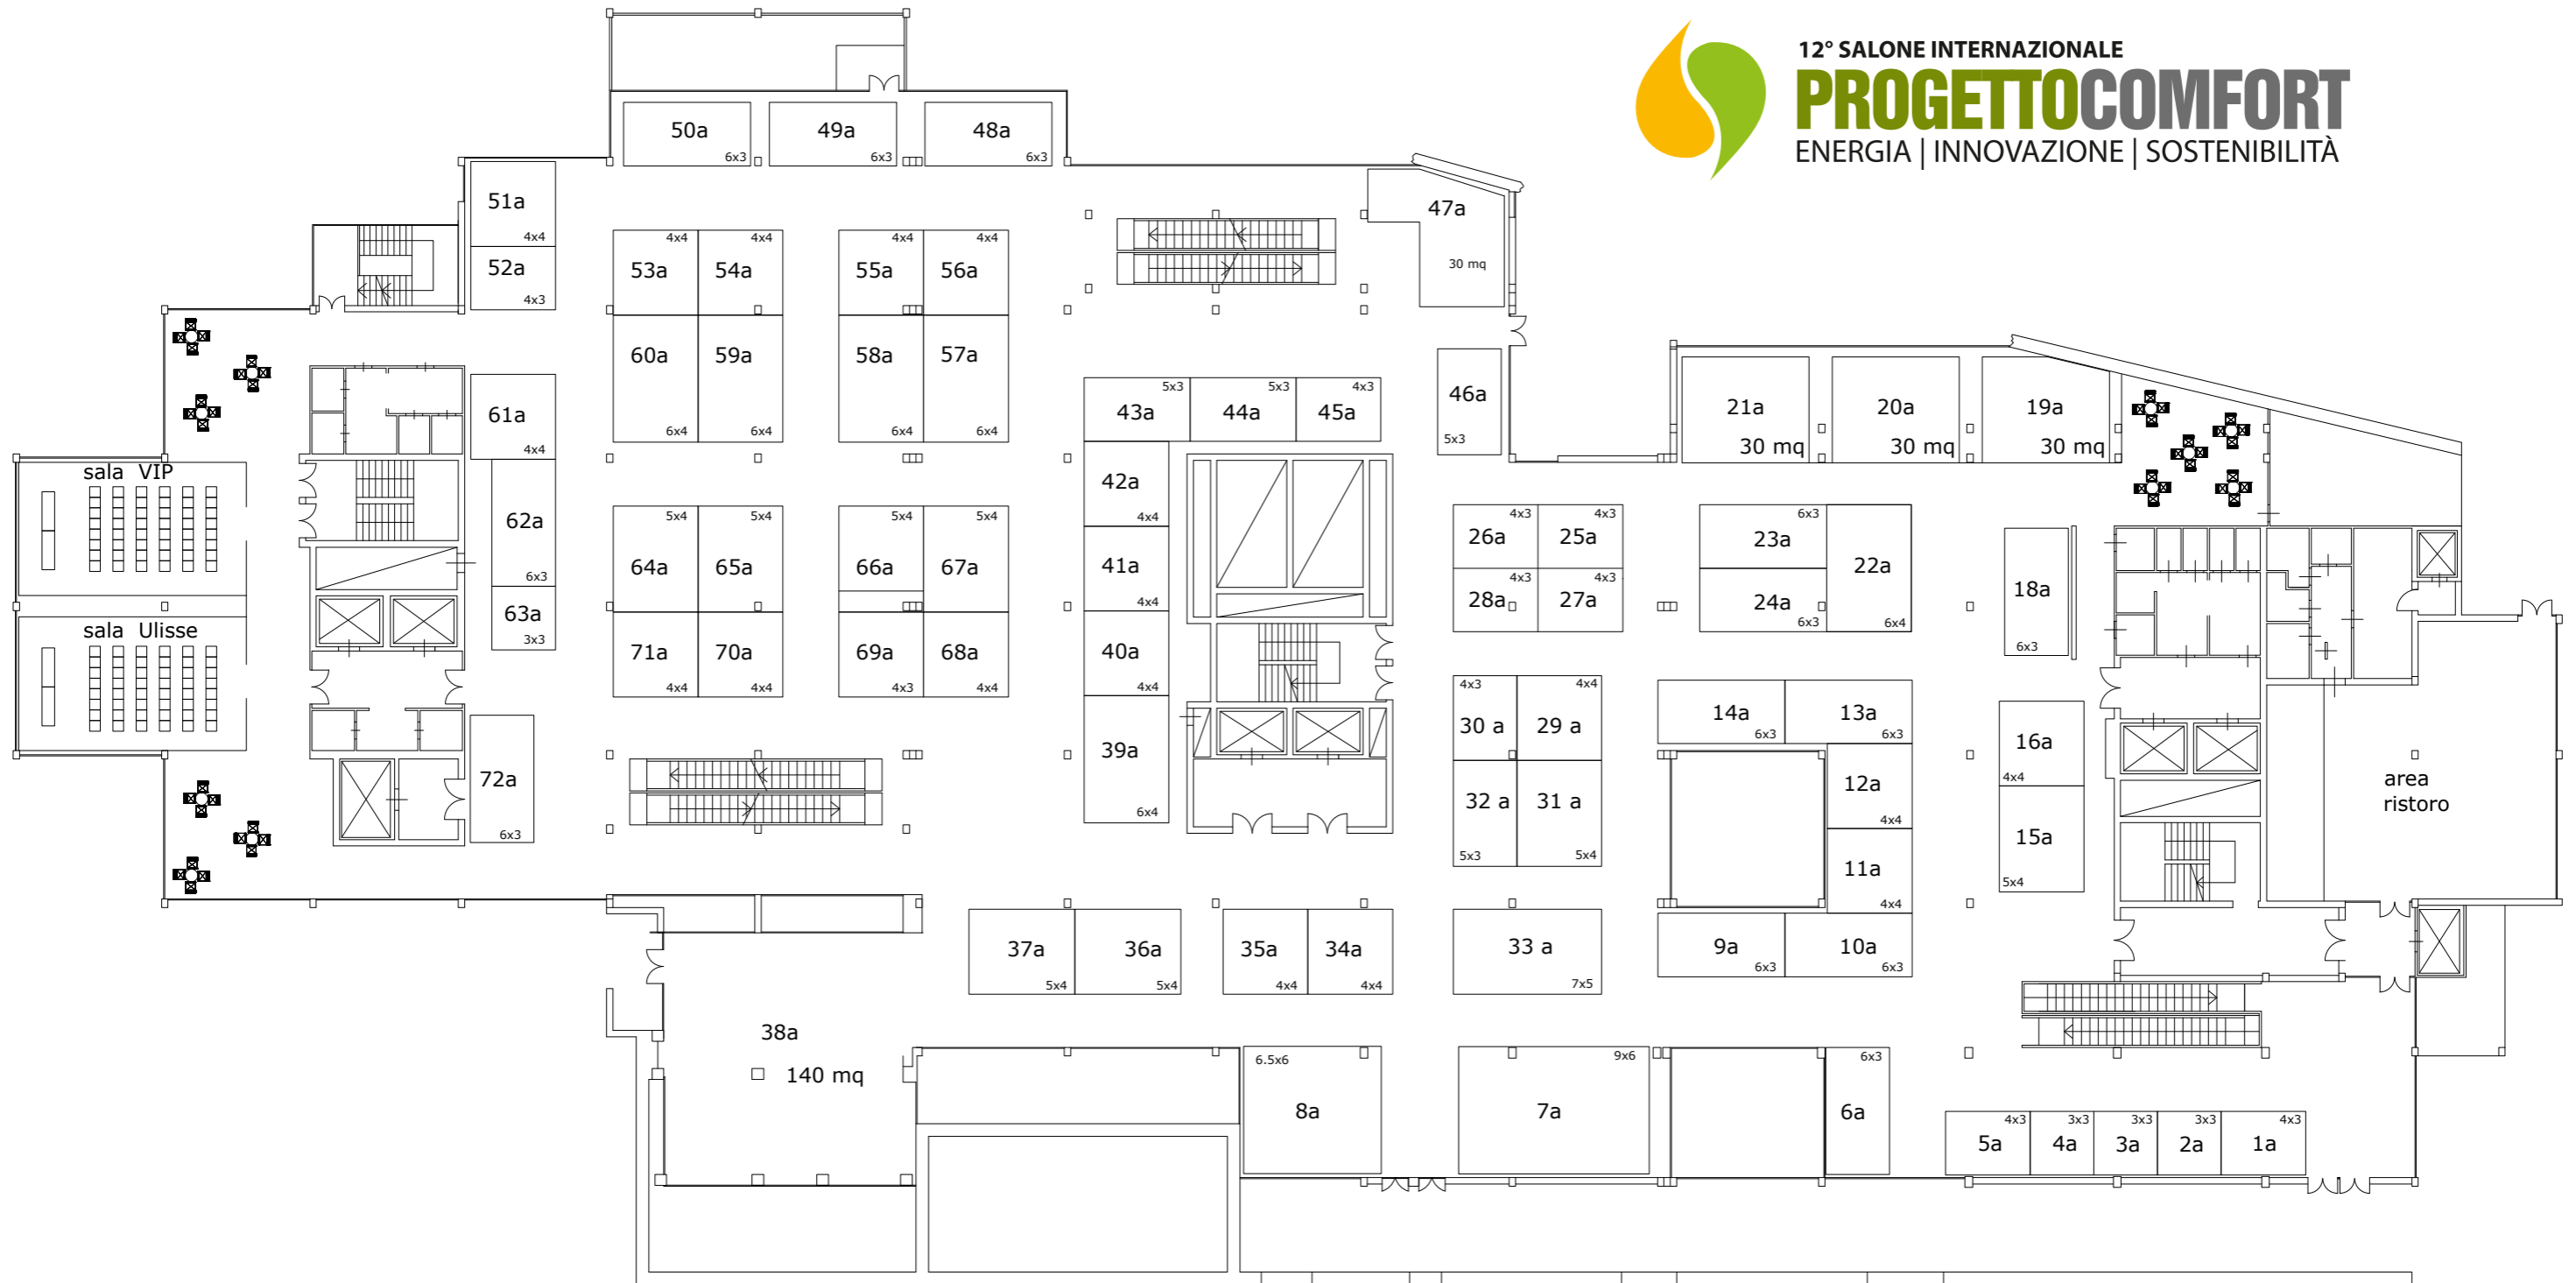 12° SALONE INTERNAZIONALE
PROGETTOCOMFORT
ENERGIA | INNOVAZIONE | SOSTENIBILITÀ
50a 6x3
49a 6x3
48a 6x3
51a 4x4
52a 4x3
47a 30 mq
53a 4x4
54a 4x4
55a 4x4
56a 4x4
60a 6x4
59a 6x4
58a 6x4
57a 6x4
43a 5x3
44a 5x3
45a 4x3
46a 5x3
21a 30 mq
20a 30 mq
19a 30 mq
61a 4x4
62a 6x3
63a 3x3
sala VIP
sala Ulisse
42a 4x4
41a 4x4
40a 4x4
39a 6x4
64a 5x4
65a 5x4
66a 5x4
67a 5x4
71a 4x4
70a 4x4
69a 4x3
68a 4x4
72a 6x3
26a 4x3
25a 4x3
28a 4x3
27a 4x3
23a 6x3
24a 6x3
22a 6x4
18a 6x3
30 a 4x3
29 a 4x4
32 a 5x3
31 a 5x4
14a 6x3
13a 6x3
12a 4x4
11a 4x4
16a 4x4
15a 5x4
area
ristoro
37a 5x4
36a 5x4
35a 4x4
34a 4x4
33 a 7x5
9a 6x3
10a 6x3
38a
140 mq
8a 6.5x6
7a 9x6
6a 6x3
5a 4x3
4a 3x3
3a 3x3
2a 3x3
1a 4x3